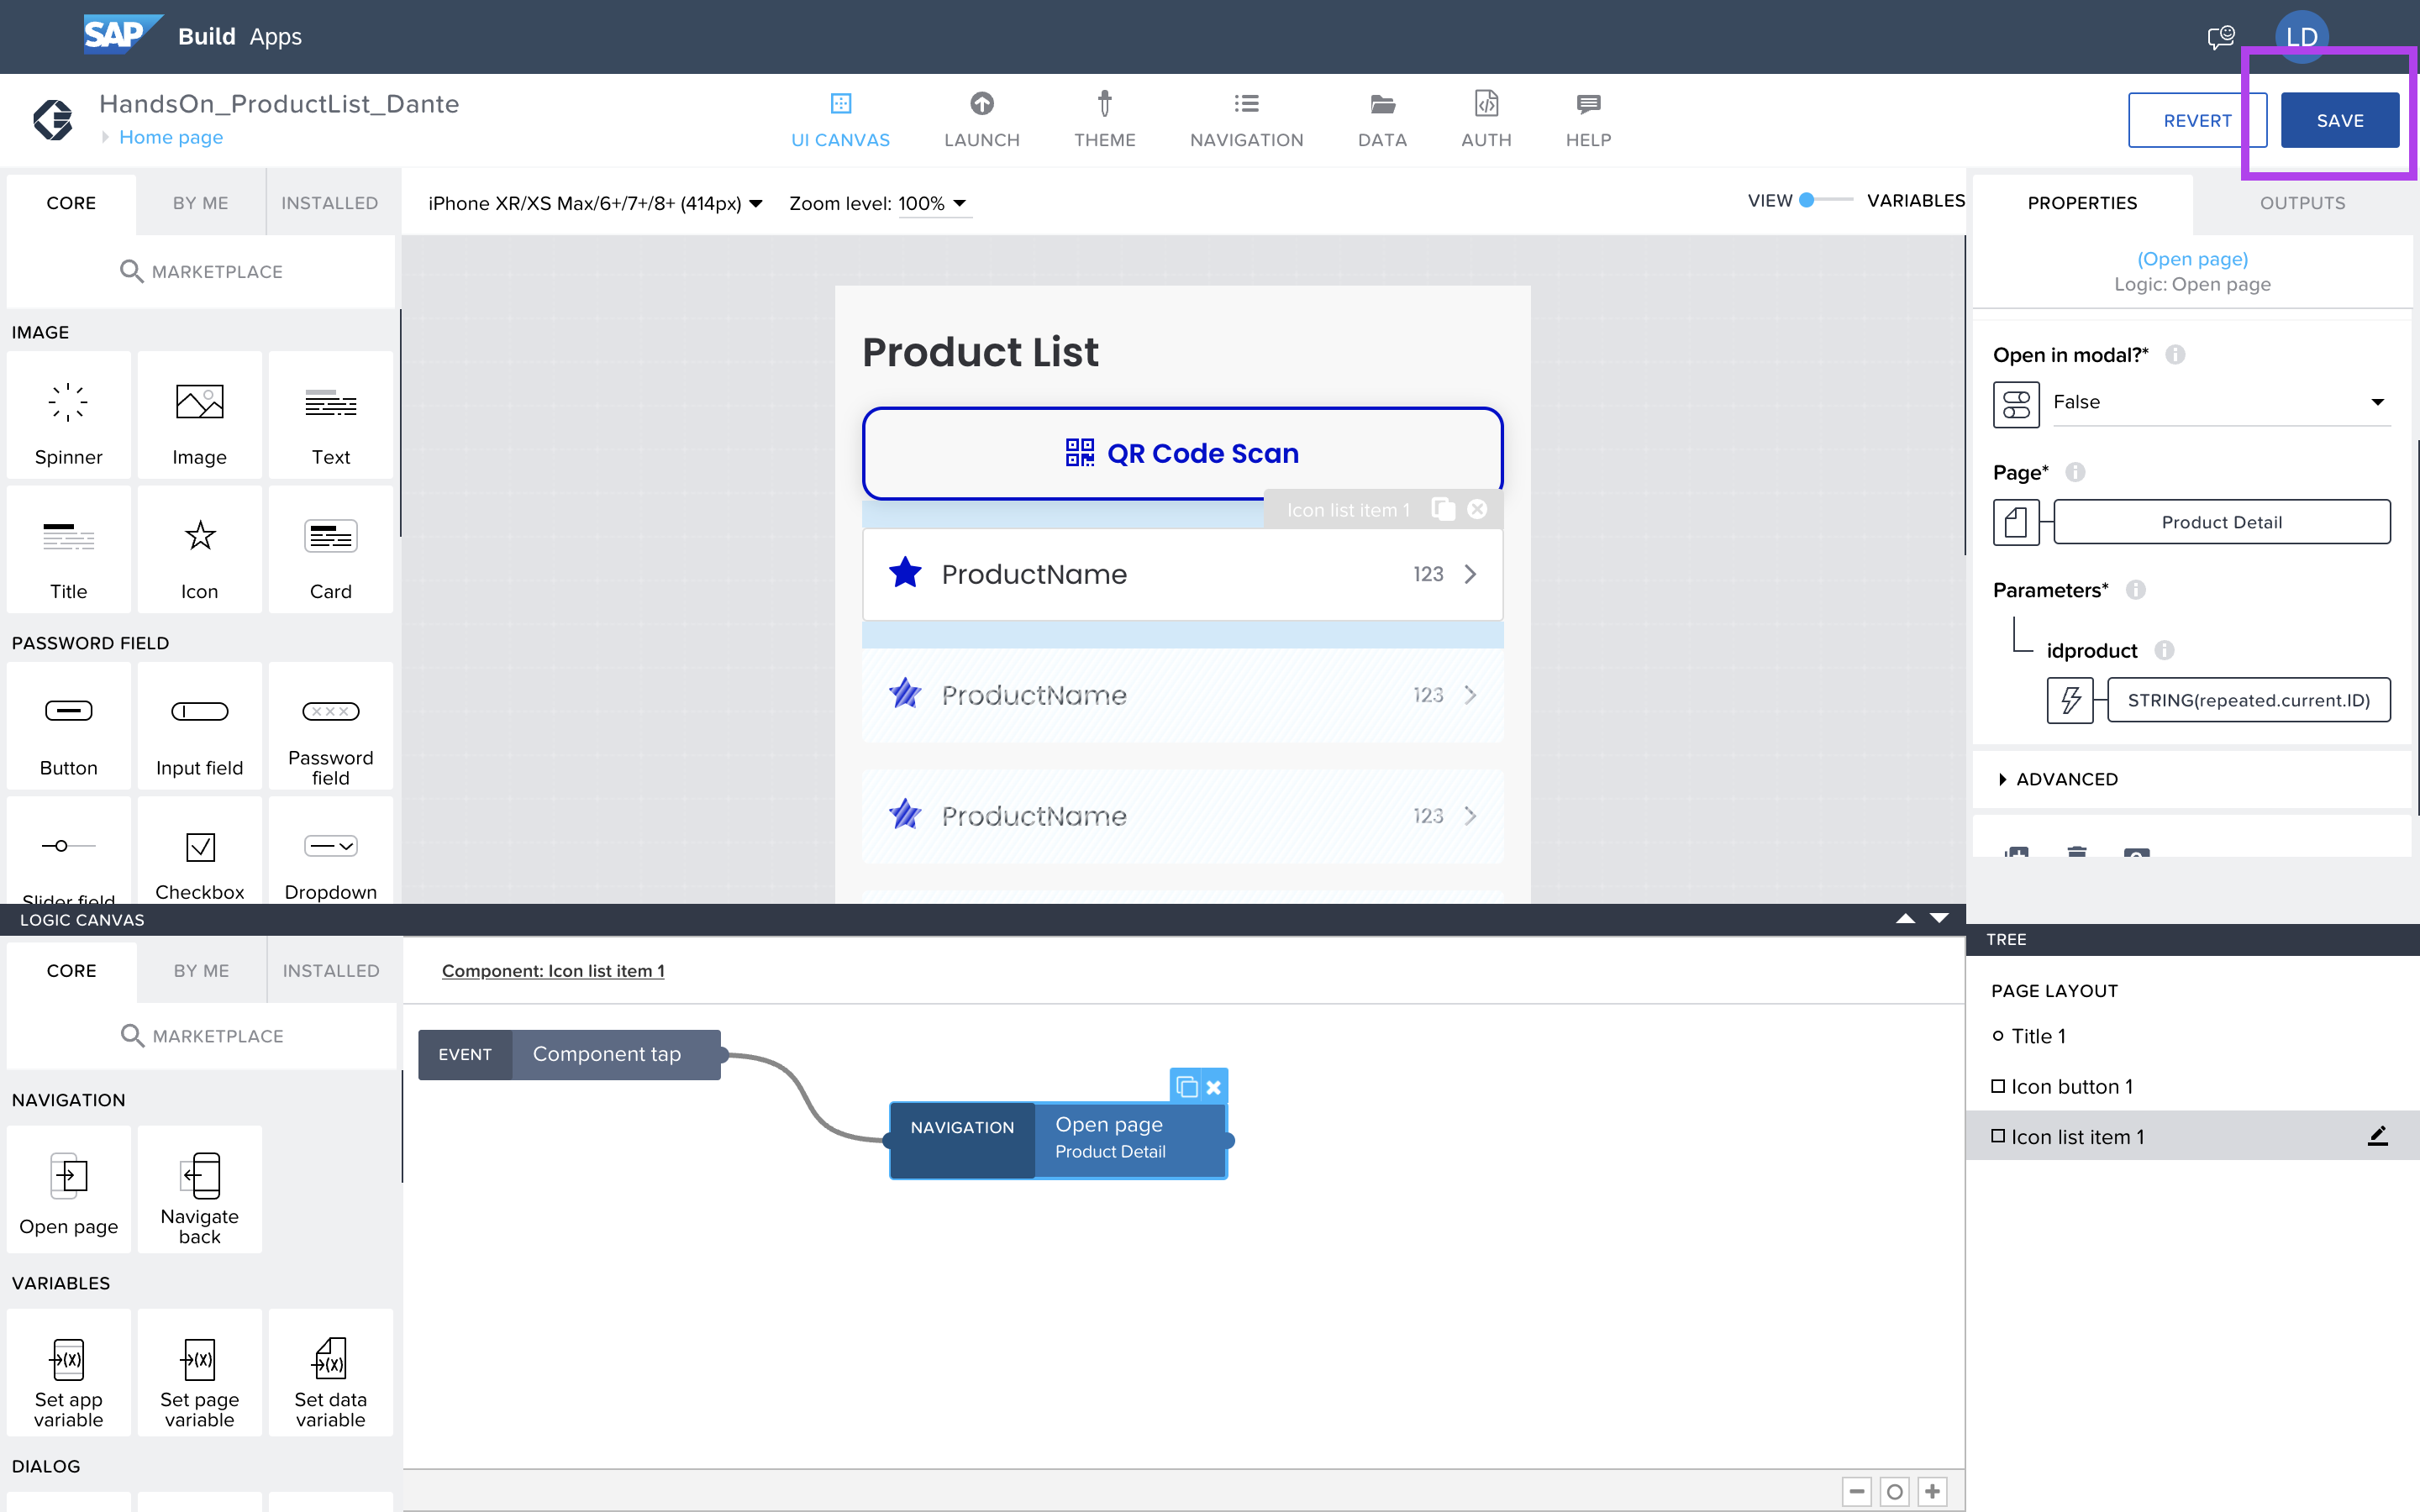 SAP Build Apps
LD
HandsOn_ProductList_Dante
Home page
UI CANVAS
LAUNCH
THEME
NAVIGATION
DATA
AUTH
HELP
REVERT
SAVE
CORE
BY ME
INSTALLED
MARKETPLACE
iPhone XR/XS Max/6+/7+/8+ (414px)
Zoom level: 100%
VIEW
VARIABLES
PROPERTIES
OUTPUTS
IMAGE
Spinner
Image
Text
Title
Icon
Card
PASSWORD FIELD
Button
Input field
Password
field
Slider field
Checkbox
Dropdown
Product List
QR Code Scan
Icon list item 1
ProductName 123
ProductName 123
ProductName 123
(Open page)
Logic: Open page
Open in modal?*
False
Page*
Product Detail
Parameters*
idproduct
STRING(repeated.current.ID)
ADVANCED
LOGIC CANVAS
CORE
BY ME
INSTALLED
MARKETPLACE
NAVIGATION
Open page
Navigate
back
VARIABLES
Set app
variable
Set page
variable
Set data
variable
DIALOG
Component: Icon list item 1
EVENT Component tap
NAVIGATION
Open page
Product Detail
TREE
PAGE LAYOUT
Title 1
Icon button 1
Icon list item 1